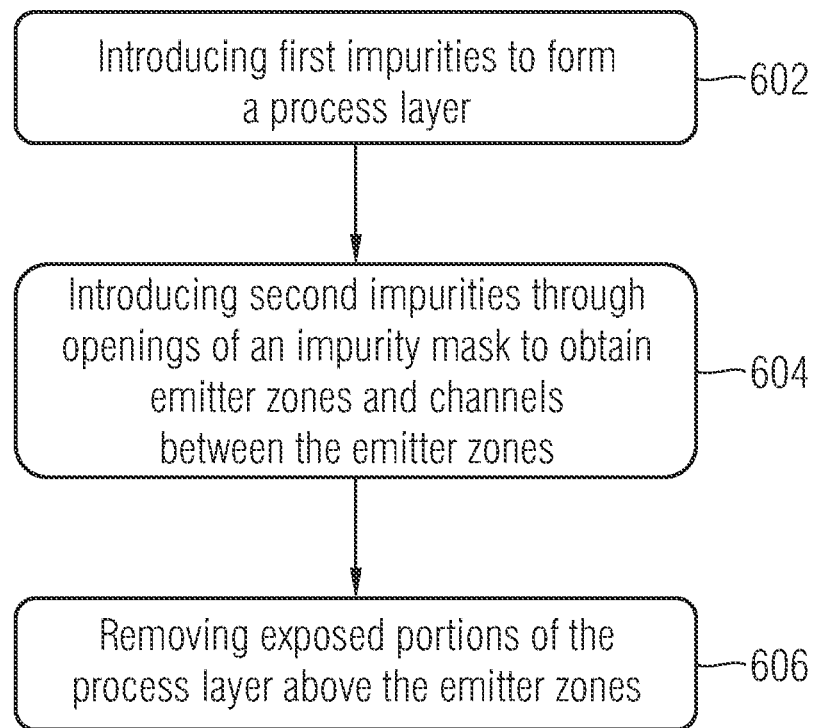 Introducing first impurities to form
a process layer
602
Introducing second impurities through
openings of an impurity mask to obtain
emitter zones and channels
between the emitter zones
604
Removing exposed portions of the
process layer above the emitter zones
606